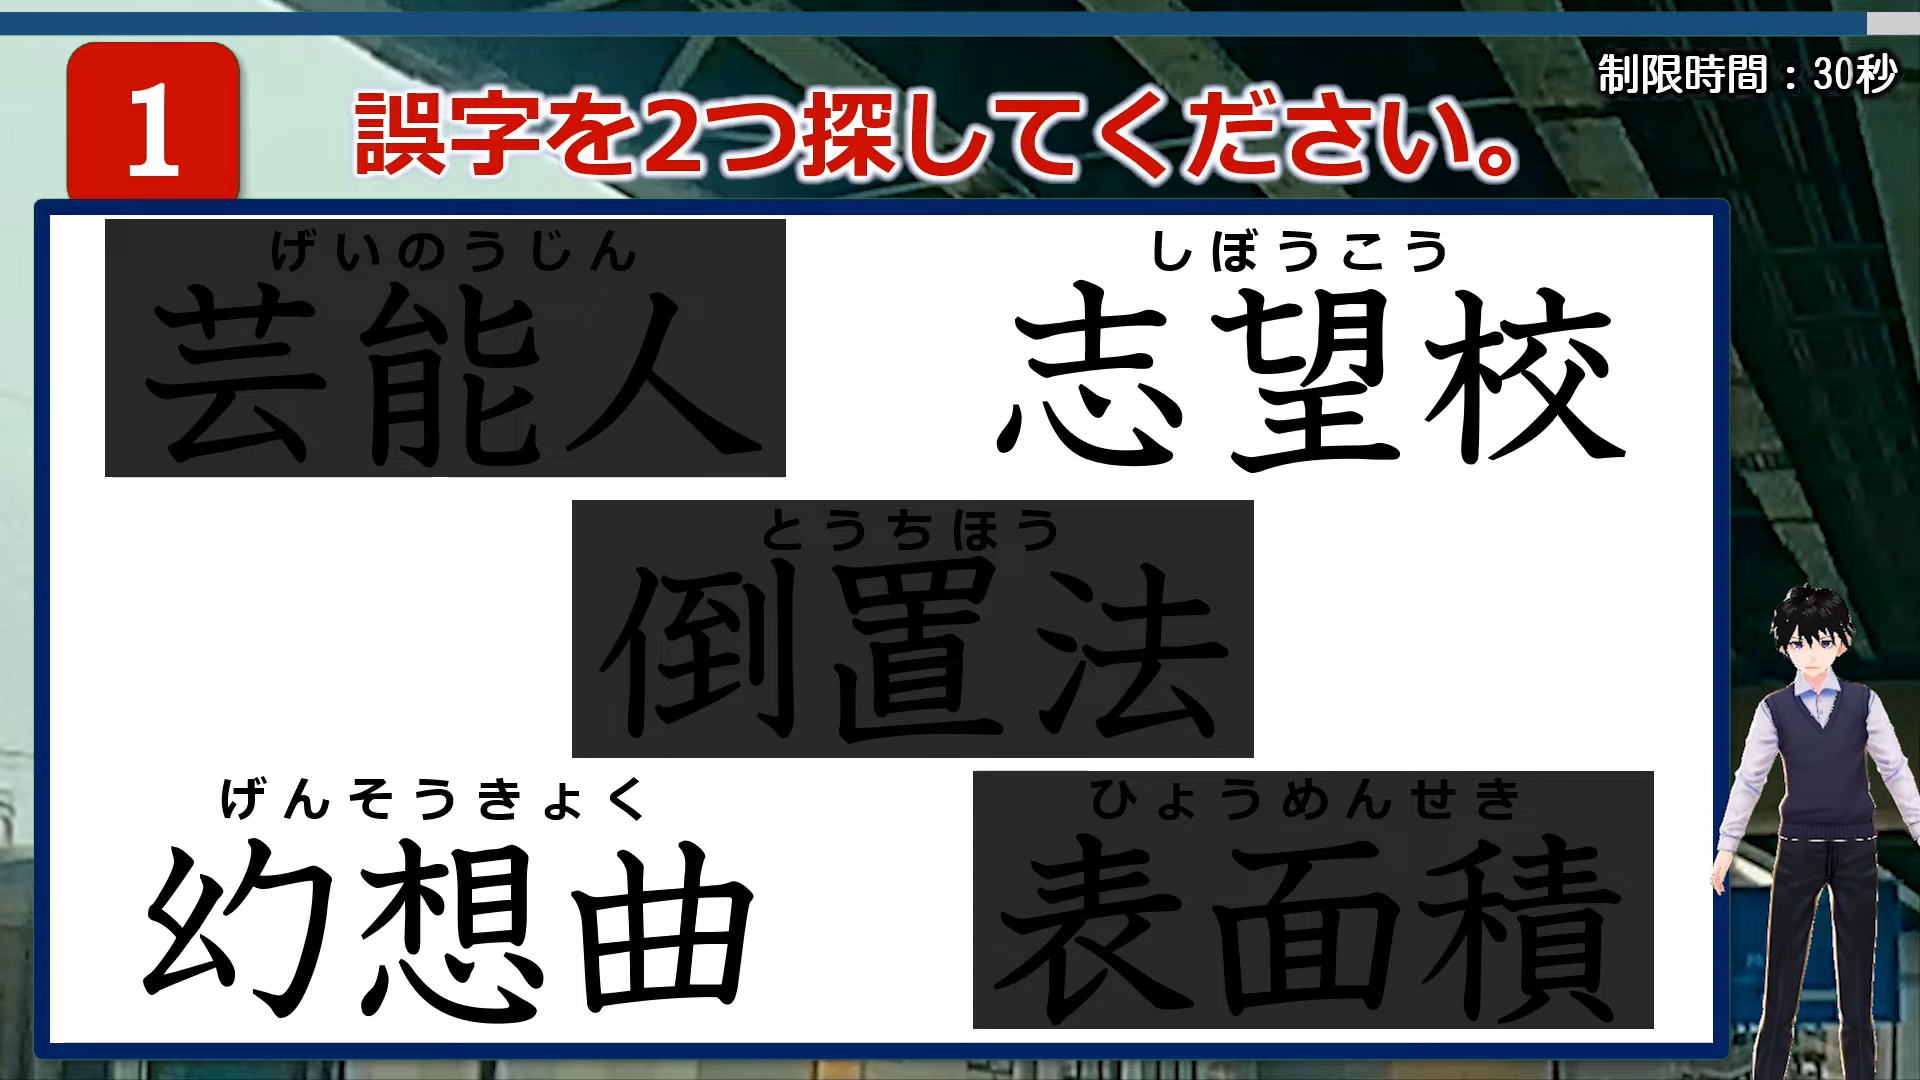 1
誤字を2つ探してください。
制限時間：30秒
げいのうじん
芸能人
しぼうこう
志望校
とうちほう
倒置法
げんそうきょく
幻想曲
ひょうめんせき
表面積